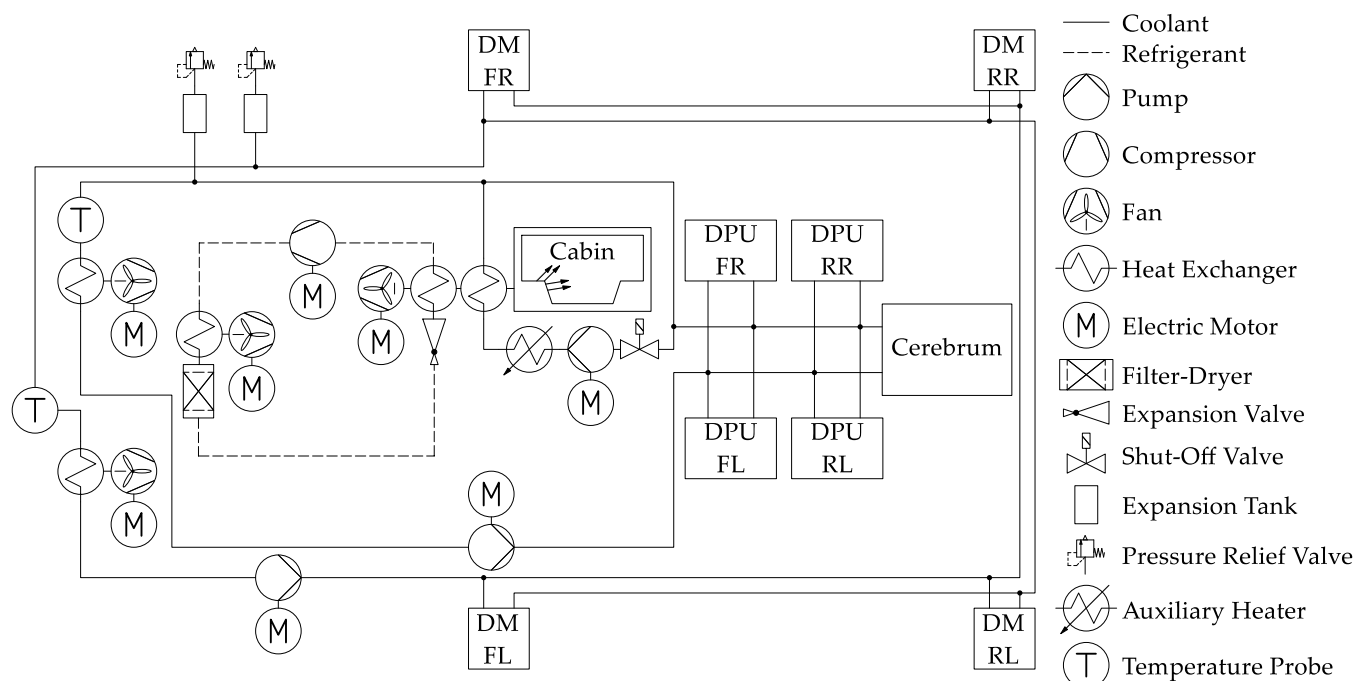 DM
FR
DM
RR
T
M
M
M
M
Cabin
M
DPU
FR
DPU
RR
Cerebrum
DPU
FL
DPU
RL
T
M
M
M
DM
FL
DM
RL
Coolant
Refrigerant
Pump
Compressor
Fan
Heat Exchanger
M Electric Motor
Filter-Dryer
Expansion Valve
Shut-Off Valve
Expansion Tank
Pressure Relief Valve
Auxiliary Heater
T Temperature Probe